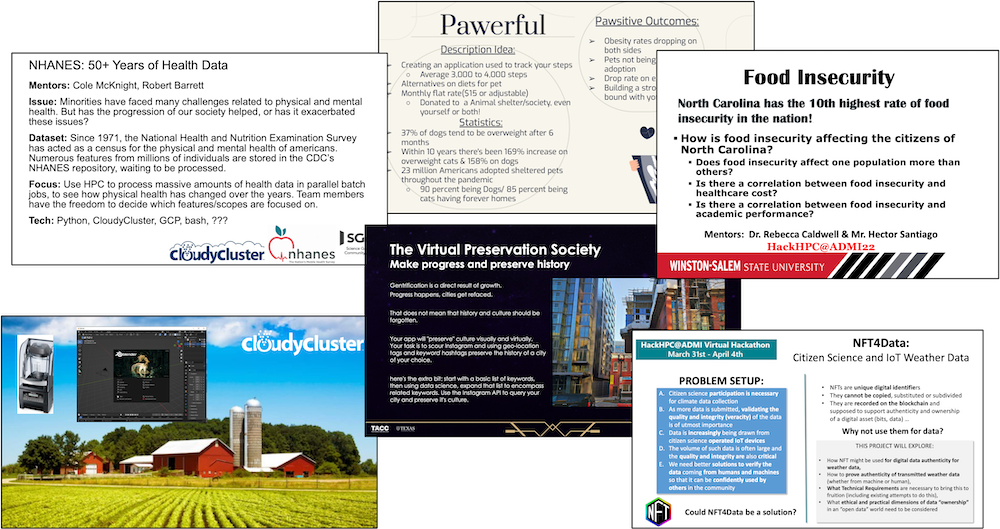 NHANES: 50+ Years of Health Data
Mentors: Cole McKnight, Robert Barrett
Issue: Minorities have faced many challenges related to physical and mental
health. But has the progression of our society helped, or has it exacerbated
these issues?
Dataset: Since 1971, the National Health and Nutrition Examination Survey
has acted as a census for the physical and mental health of americans.
Numerous features from millions of individuals are stored in the CDC's
NHANES repository, waiting to be processed.
Focus: Use HPC to process massive amounts of health data in parallel batch
jobs, to see how physical health has changed over the years. Team members
have the freedom to decide which features/scopes are focused on.
Tech: Python, CloudyCluster, GCP, bash, ???
cloudyCluster
nhanes
SG
Pawerful
Description Idea:
Creating an application used to track your steps
Average 3,000 to 4,000 steps
Alternatives on diets for pet
Monthly flat rate($15 or adjustable)
Donated to a Animal shelter/society, even
yourself or both!
Statistics:
37% of dogs tend to be overweight after 6
months
Within 10 years there's been 169% increase on
overweight cats & 158% on dogs
23 million Americans adopted sheltered pets
throughout the pandemic
90 percent being Dogs/ 85 percent being
cats having forever homes
Pawsitive Outcomes:
➢ Obesity rates dropping on
both sides
➢ Pets not being
adoption
➢ Drop rate on e
➢ Building a stro
bond with you
Food Insecurity
North Carolina has the 10th highest rate of food
insecurity in the nation!
▪ How is food insecurity affecting the citizens of
North Carolina?
▪ Does food insecurity affect one population more than
others?
▪ Is there a correlation between food insecurity and
healthcare cost?
▪ Is there a correlation between food insecurity and
academic performance?
Mentors: Dr. Rebecca Caldwell & Mr. Hector Santiago
HackHPC@ADMI22
WINSTON-SALEM STATE UNIVERSITY
The Virtual Preservation Society
Make progress and preserve history
Gentrification is a direct result of growth.
Progress happens, cities get refaced.
That does not mean that history and culture should be
forgotten.
Your app will "preserve" culture visually and virtually.
Your task is to scour Instagram and using geo-location
tags and keyword hashtags preserve the history of a city
of your choice.
here's the extra bit: start with a basic list of keywords,
then using data science, expand that list to encompass
related keywords. Use the Instagram API to query your
city and preserve it's culture.
TACC
TEXAS
cloudyCluster
HackHPC@ADMI Virtual Hackathon
March 31st - April 4th
PROBLEM SETUP:
A. Citizen science participation is necessary
for climate data collection
B. As more data is submitted, validating the
quality and integrity (veracity) of the data
is of utmost importance
C. Data is increasingly being drawn from
citizen science operated IoT devices
D. The volume of such data is often large and
the quality and integrity are also critical
E. We need better solutions to verify the
data coming from humans and machines
so that it can be confidently used by
others in the community
NFT
Could NFT4Data be a solution?
NFT4Data:
Citizen Science and IoT Weather Data
• NFTs are unique digital identifiers
• They cannot be copied, substituted or subdivided
• They are recorded on the blockchain and
supposed to support authenticity and ownership
of a digital asset (bits, data) ...
Why not use them for data?
THIS PROJECT WILL EXPLORE:
• How NFT might be used for digital data authenticity for
weather data,
• How to prove authenticity of transmitted weather data
(whether from machine or human),
• What Technical Requirements are necessary to bring this to
fruition (including existing attempts to do this),
• What ethical and practical dimensions of data "ownership"
in an "open data" world need to be considered